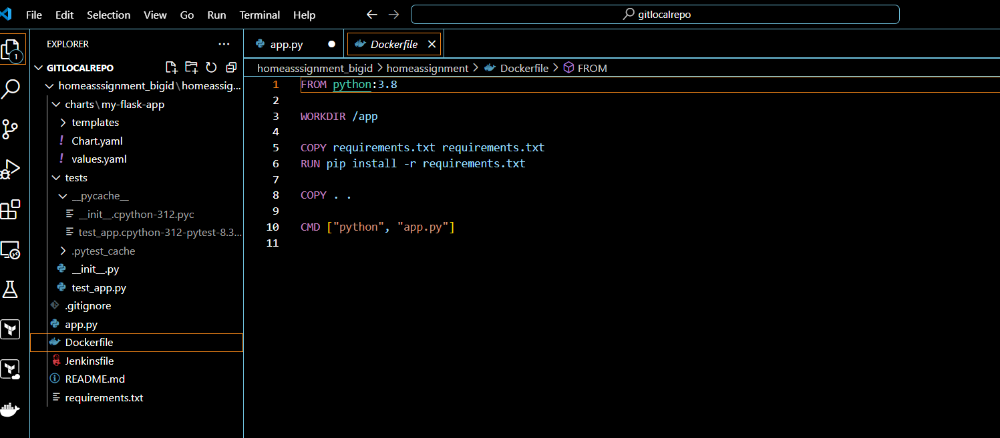 File Edit Selection View Go Run Terminal Help
gitlocalrepo
EXPLORER
GITLOCALREPO
homeasssignment_bigid\homeassig...
charts\my-flask-app
templates
Chart.yaml
values.yaml
tests
__pycache__
__init__.cpython-312.pyc
test_app.cpython-312-pytest-8.3...
.pytest_cache
__init__.py
test_app.py
.gitignore
app.py
Dockerfile
Jenkinsfile
README.md
requirements.txt
1
app.py
Dockerfile
homeasssignment_bigid > homeassignment > Dockerfile > FROM
1 FROM python:3.8
2
3 WORKDIR /app
4
5 COPY requirements.txt requirements.txt
6 RUN pip install -r requirements.txt
7
8 COPY . .
9
10 CMD ["python", "app.py"]
11